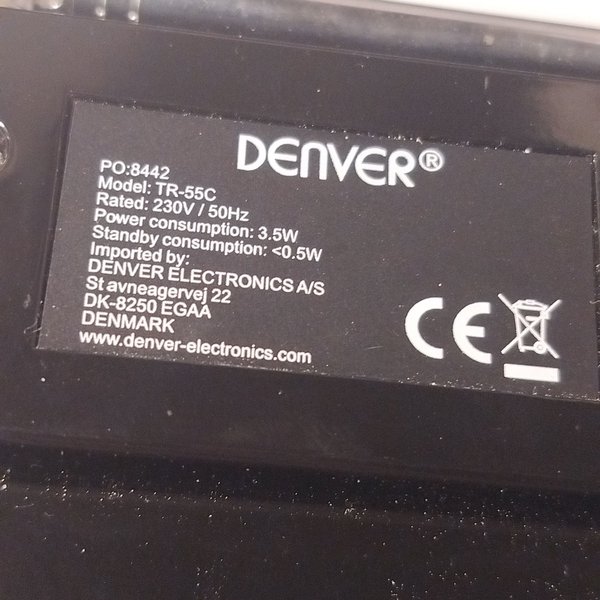 DENVER®
PO:8442
Model: TR-55C
Rated: 230V / 50Hz
Power consumption: 3.5W
Standby consumption: <0.5W
Imported by:
DENVER ELECTRONICS A/S
St avneagervej 22
DK-8250 EGAA
DENMARK
www.denver-electronics.com
CE